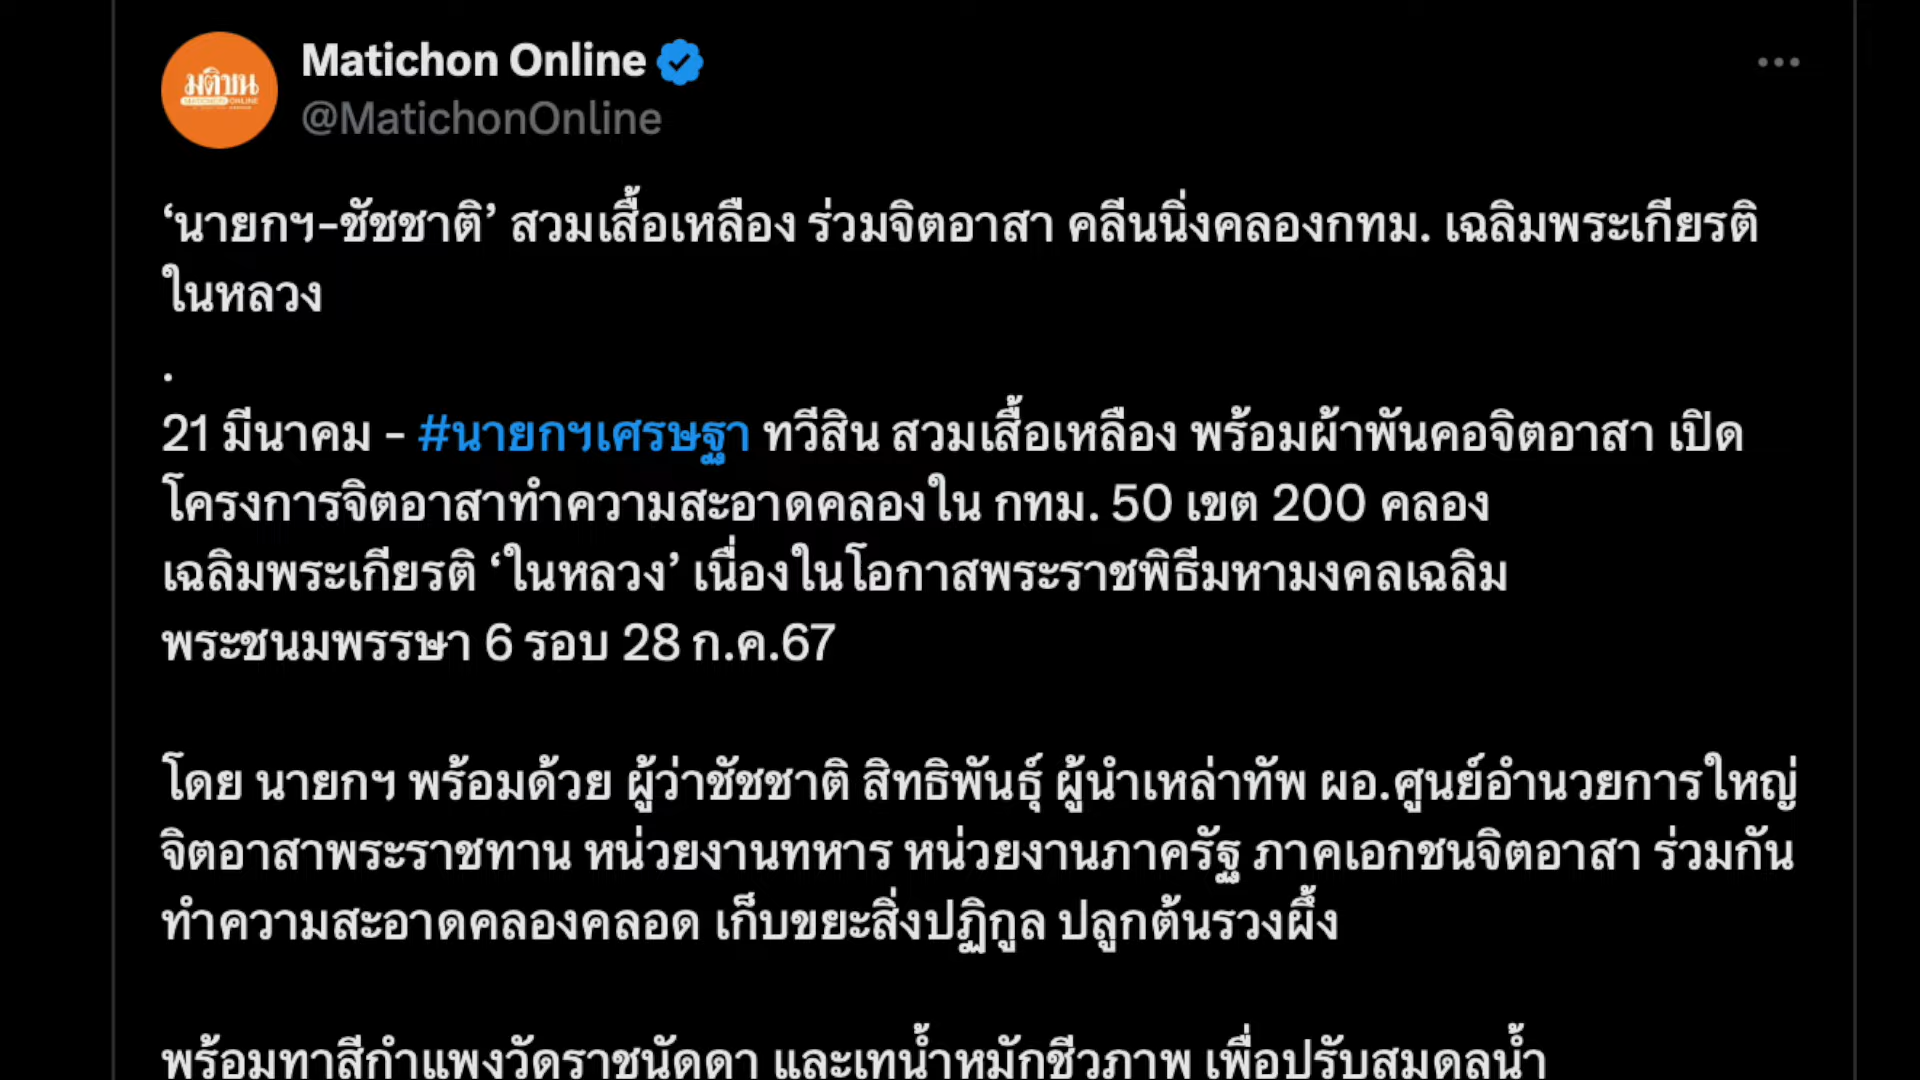 Matichon Online
@MatichonOnline
มติชน
‘นายกฯ-ชัชชาติ’ สวมเสื้อเหลือง ร่วมจิตอาสา คลีนนิ่งคลองกทม. เฉลิมพระเกียรติ
ในหลวง
.
21 มีนาคม - #นายกฯเศรษฐา ทวีสิน สวมเสื้อเหลือง พร้อมผ้าพันคอจิตอาสา เปิด
โครงการจิตอาสาทำความสะอาดคลองใน กทม. 50 เขต 200 คลอง
เฉลิมพระเกียรติ ‘ในหลวง’ เนื่องในโอกาสพระราชพิธีมหามงคลเฉลิม
พระชนมพรรษา 6 รอบ 28 ก.ค.67
โดย นายกฯ พร้อมด้วย ผู้ว่าชัชชาติ สิทธิพันธุ์ ผู้นำเหล่าทัพ ผอ.ศูนย์อำนวยการใหญ่
จิตอาสาพระราชทาน หน่วยงานทหาร หน่วยงานภาครัฐ ภาคเอกชนจิตอาสา ร่วมกัน
ทำความสะอาดคลองคลอด เก็บขยะสิ่งปฏิกูล ปลูกต้นรวงผึ้ง
พร้อมทาสีกำแพงวัดราชนัดดา และเทน้ำหมักชีวภาพ เพื่อปรับสมดลน้ำ